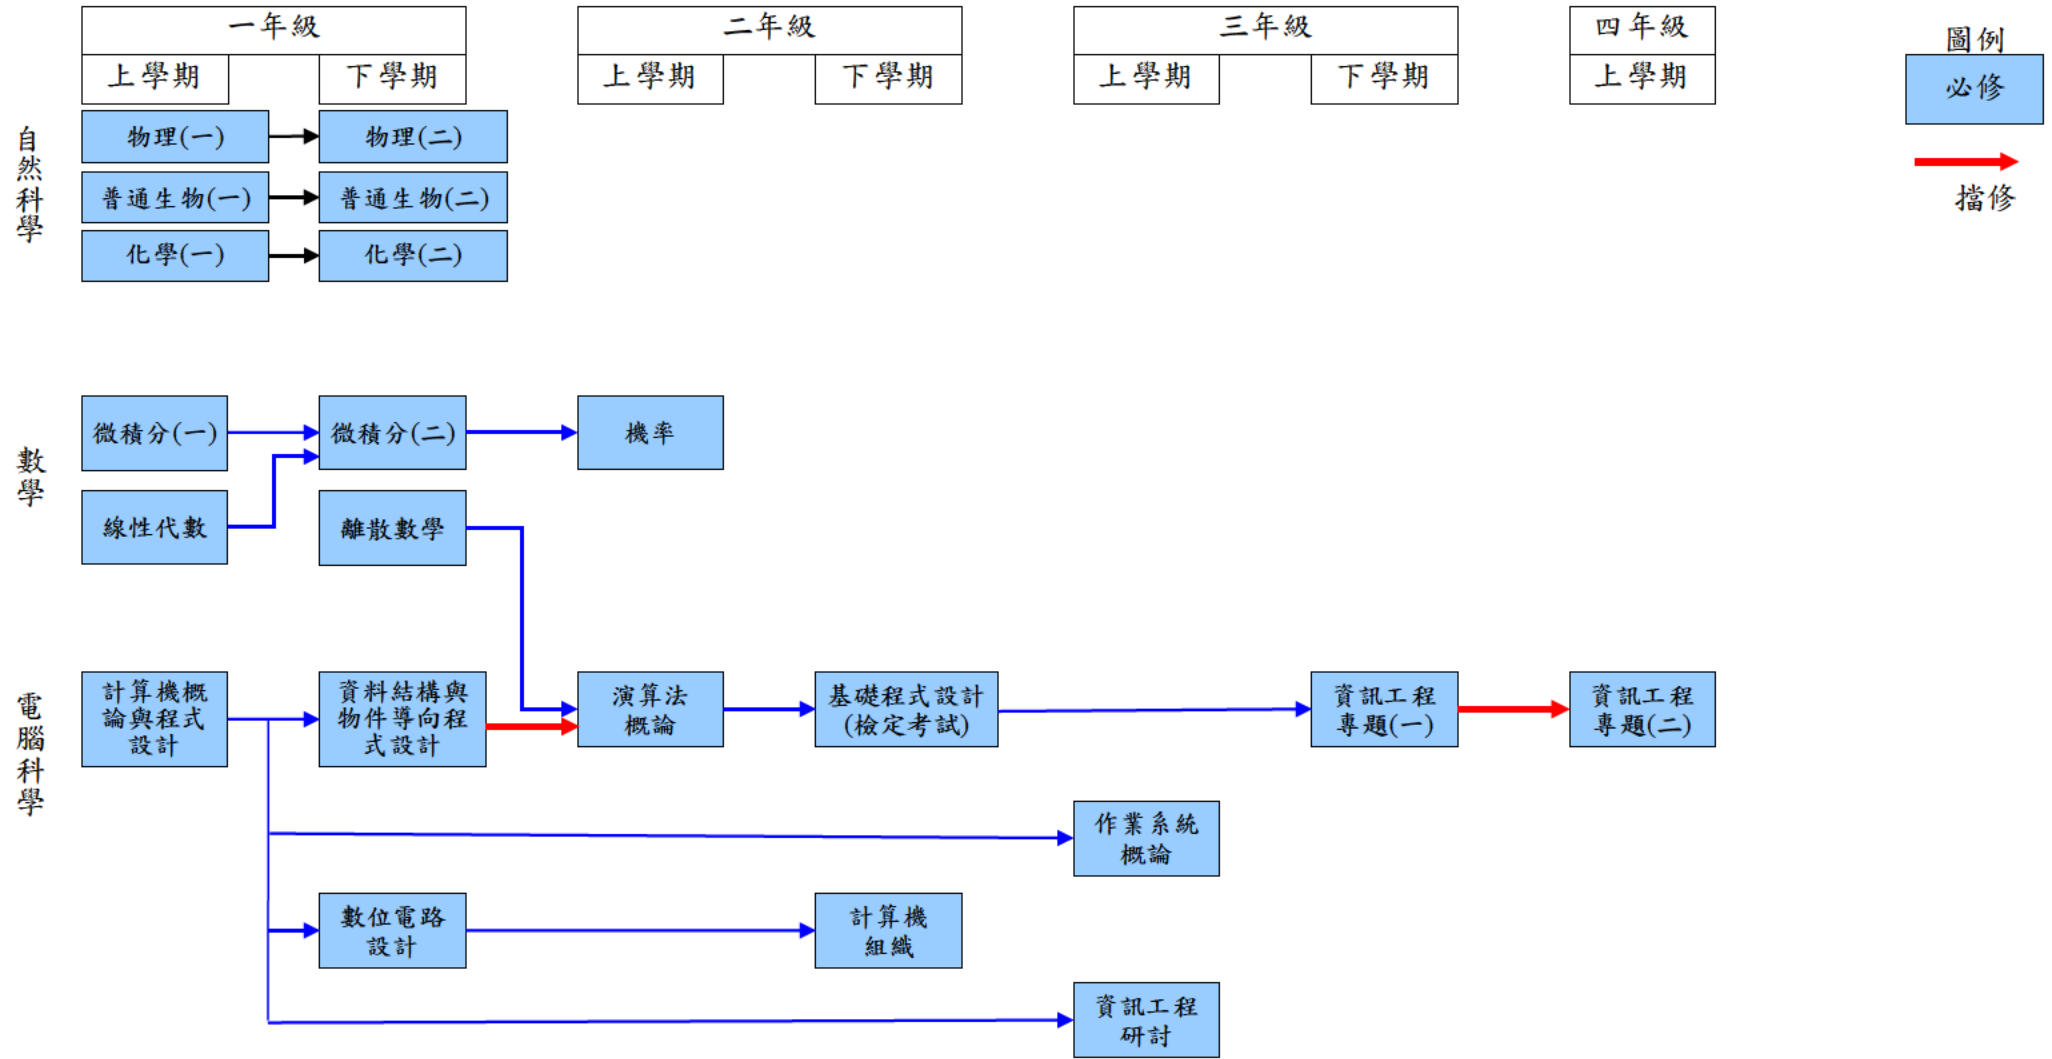 一年級
二年級
三年級
四年級
圖例
上學期
下學期
上學期
下學期
上學期
下學期
上學期
必修
擋修
自然科學
物理(一)
物理(二)
普通生物(一)
普通生物(二)
化學(一)
化學(二)
數學
微積分(一)
微積分(二)
機率
線性代數
離散數學
電腦科學
計算機概
論與程式
設計
資料結構與
物件導向程
式設計
演算法
概論
基礎程式設計
(檢定考試)
資訊工程
專題(一)
資訊工程
專題(二)
作業系統
概論
數位電路
設計
計算機
組織
資訊工程
研討